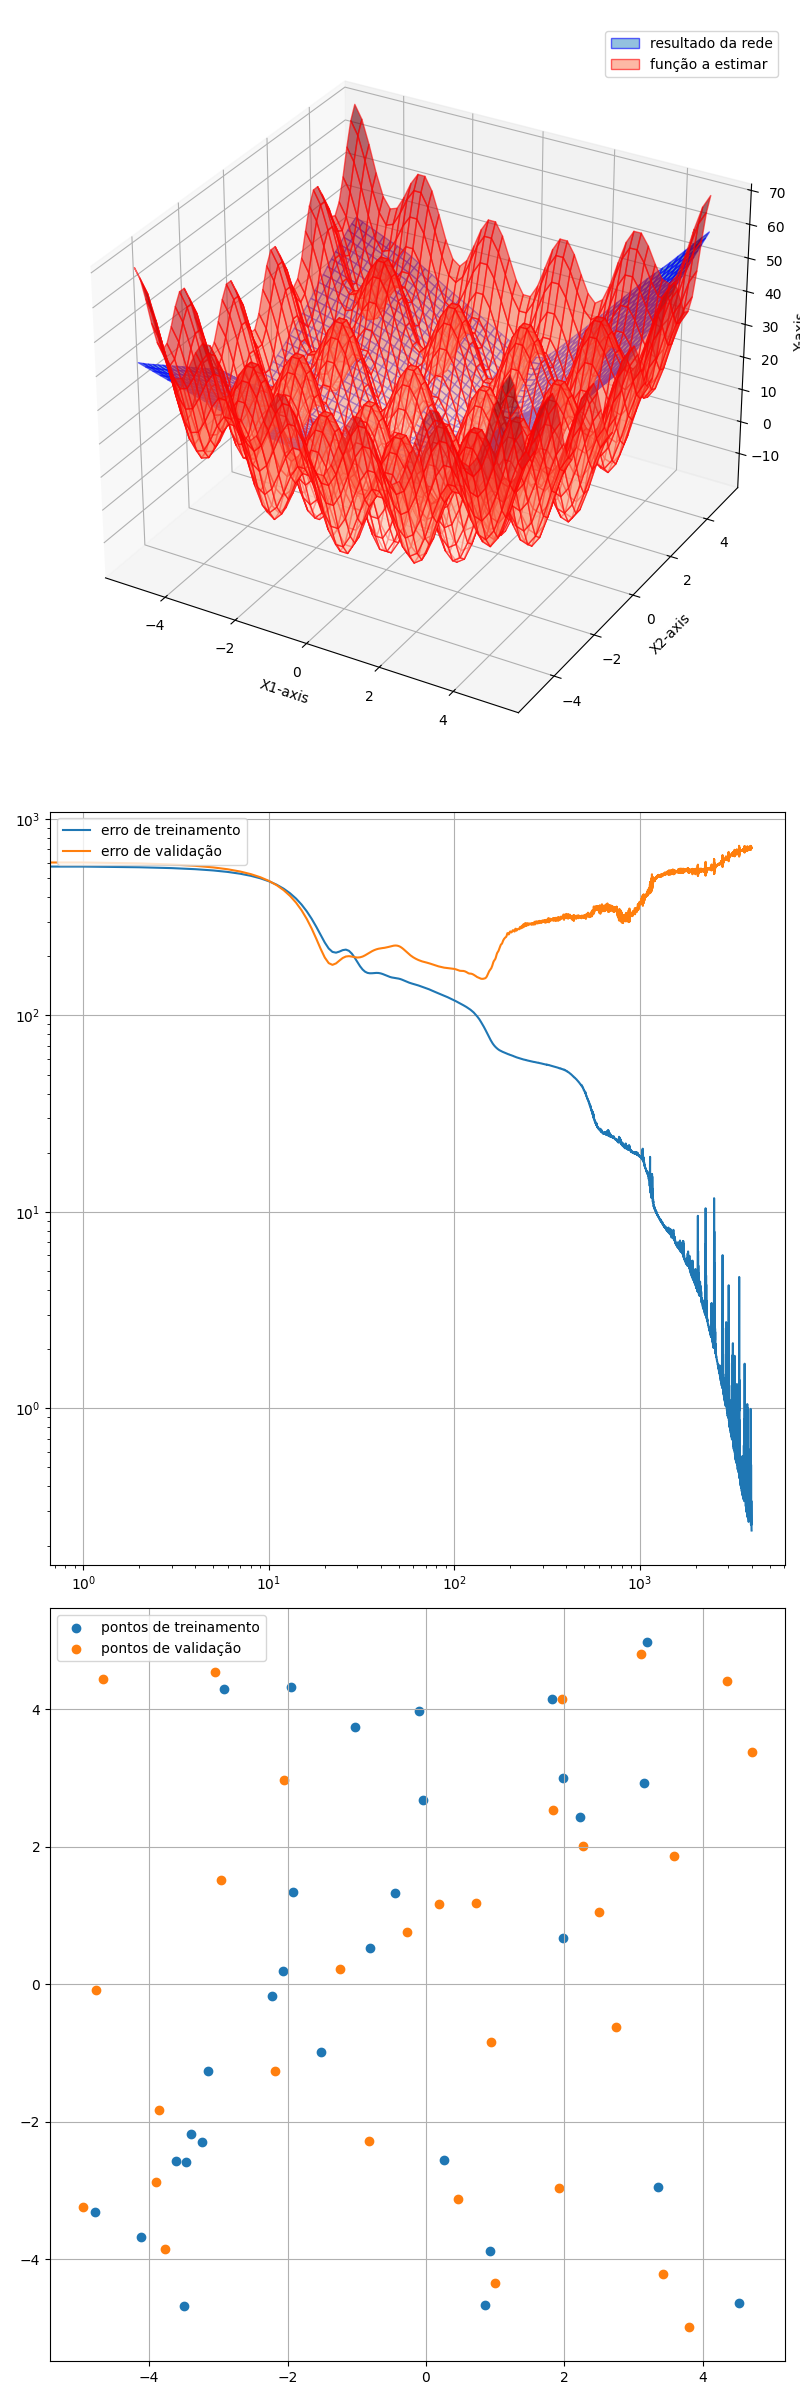 resultado da rede
função a estimar
70
60
50
40
30
20
10
0
−10
Y-axis
4
2
0
−2
−4
X2-axis
−4
−2
0
2
4
X1-axis
erro de treinamento
erro de validação
10³
10²
10¹
10⁰
10⁰ 10¹ 10² 10³
pontos de treinamento
pontos de validação
4
2
0
−2
−4
−4 −2 0 2 4